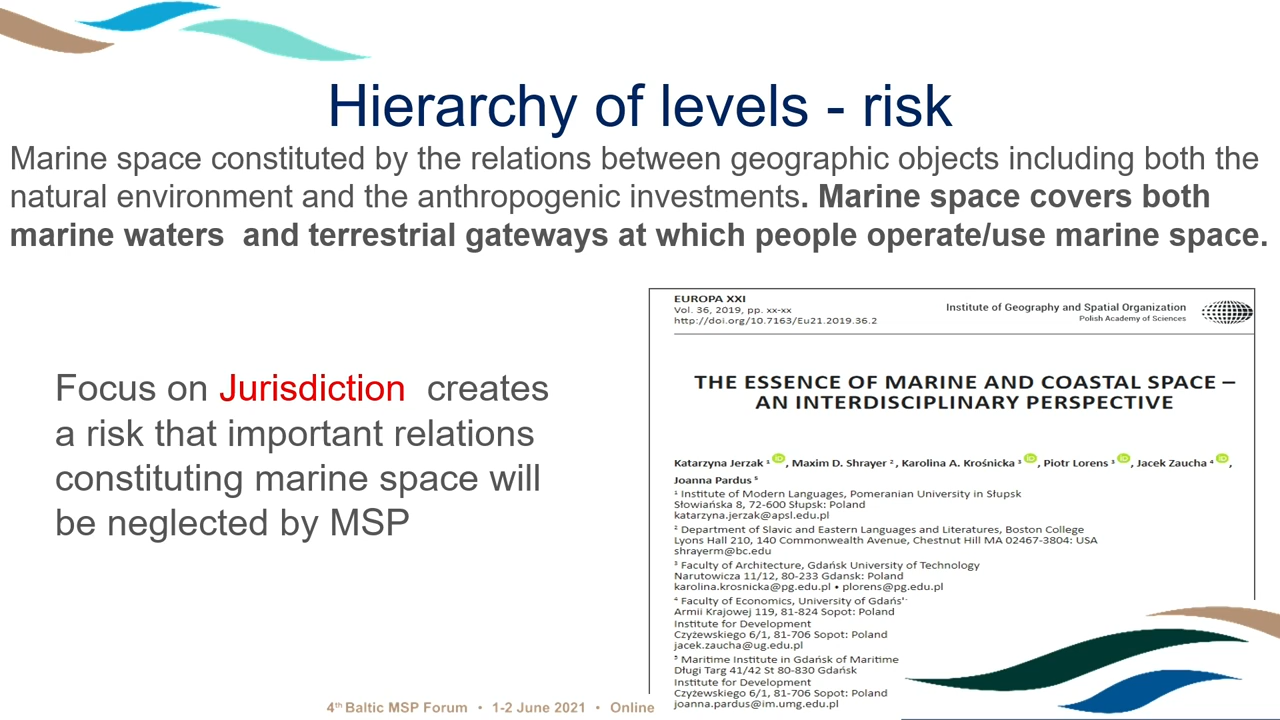 Hierarchy of levels - risk
Marine space constituted by the relations between geographic objects including both the
natural environment and the anthropogenic investments. Marine space covers both
marine waters  and terrestrial gateways at which people operate/use marine space.
Focus on Jurisdiction  creates
a risk that important relations
constituting marine space will
be neglected by MSP
EUROPA XXI
Vol. 36, 2019, pp. xx-xx
http://doi.org/10.7163/Eu21.2019.36.2
Institute of Geography and Spatial Organization
Polish Academy of Sciences
THE ESSENCE OF MARINE AND COASTAL SPACE –
AN INTERDISCIPLINARY PERSPECTIVE
Katarzyna Jerzak ¹ iD, Maxim D. Shrayer ², Karolina A. Krośnicka ³ iD, Piotr Lorens ³ iD, Jacek Zaucha ⁴ iD,
Joanna Pardus ⁵
¹ Institute of Modern Languages, Pomeranian University in Słupsk
Słowiańska 8, 72-600 Słupsk: Poland
katarzyna.jerzak@apsl.edu.pl
² Department of Slavic and Eastern Languages and Literatures, Boston College
Lyons Hall 210, 140 Commonwealth Avenue, Chestnut Hill MA 02467-3804: USA
shrayerm@bc.edu
³ Faculty of Architecture, Gdańsk University of Technology
Narutowicza 11/12, 80-233 Gdansk: Poland
karolina.krosnicka@pg.edu.pl • plorens@pg.edu.pl
⁴ Faculty of Economics, University of Gdańs
Armii Krajowej 119, 81-824 Sopot: Poland
Institute for Development
Czyżewskiego 6/1, 81-706 Sopot: Poland
jacek.zaucha@ug.edu.pl
⁵ Maritime Institute in Gdańsk of Maritime
Długi Targ 41/42 St 80-830 Gdańsk
Institute for Development
Czyżewskiego 6/1, 81-706 Sopot: Poland
joanna.pardus@im.umg.edu.pl
4th Baltic MSP Forum • 1-2 June 2021 • Online